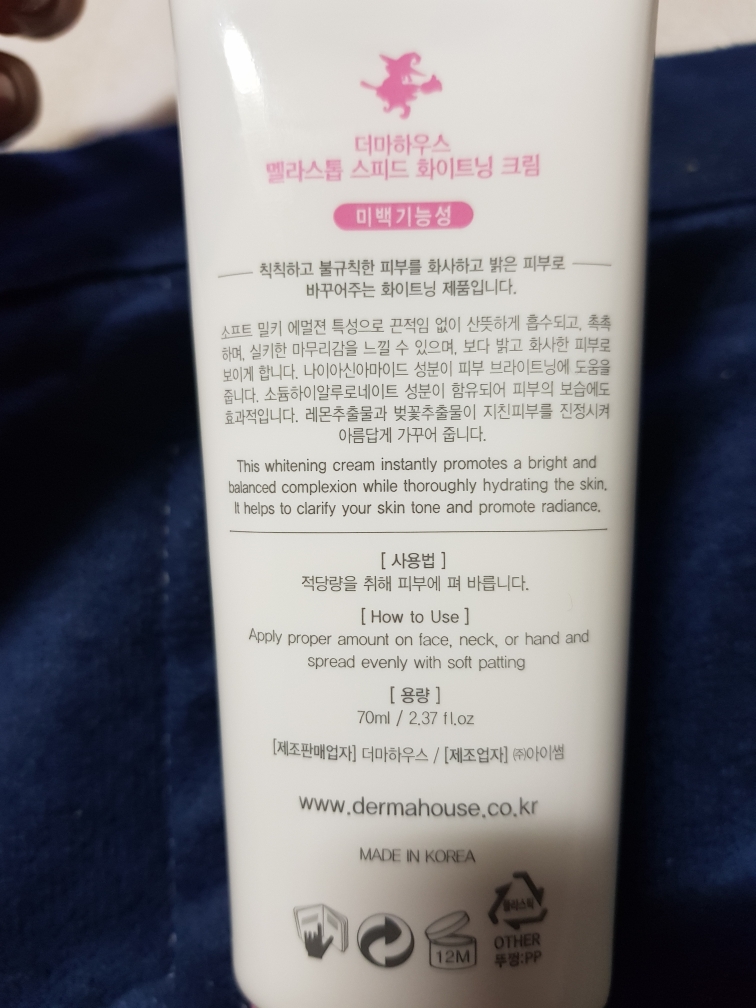 더마하우스
멜라스톱 스피드 화이트닝 크림
미백기능성
칙칙하고 불규칙한 피부를 화사하고 밝은 피부로
바꾸어주는 화이트닝 제품입니다.
소프트 밀키 에멀젼 특성으로 끈적임 없이 산뜻하게 흡수되고, 촉촉
하며, 실키한 마무리감을 느낄 수 있으며, 보다 밝고 화사한 피부로
보이게 합니다. 나이아신아마이드 성분이 피부 브라이트닝에 도움을
줍니다. 소듐하이알루로네이트 성분이 함유되어 피부의 보습에도
효과적입니다. 레몬추출물과 벚꽃추출물이 지친피부를 진정시켜
아름답게 가꾸어 줍니다.
This whitening cream instantly promotes a bright and
balanced complexion while thoroughly hydrating the skin.
It helps to clarify your skin tone and promote radiance.
[ 사용법 ]
적당량을 취해 피부에 펴 바릅니다.
[ How to Use ]
Apply proper amount on face, neck, or hand and
spread evenly with soft patting
[ 용량 ]
70ml / 2.37 fl.oz
[제조판매업자] 더마하우스 / [제조업자] ㈜아이썸
www.dermahouse.co.kr
MADE IN KOREA
12M
플라스틱
OTHER
뚜껑:PP